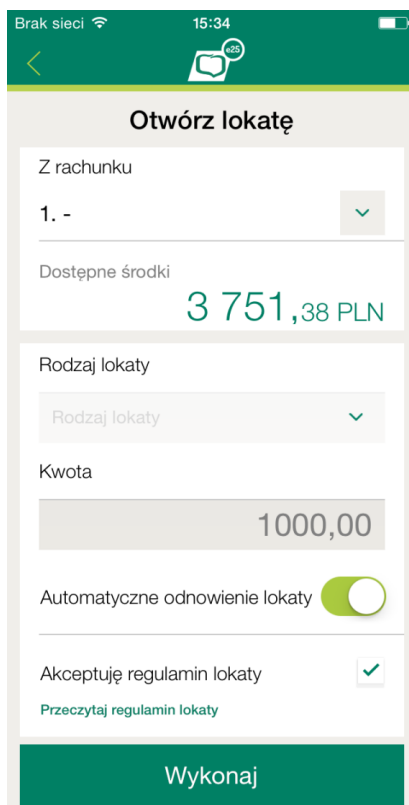 Brak sieci 15:34
e25
Otwórz lokatę
Z rachunku
1. -
Dostępne środki
3 751,38 PLN
Rodzaj lokaty
Rodzaj lokaty
Kwota
1000,00
Automatyczne odnowienie lokaty
Akceptuję regulamin lokaty
Przeczytaj regulamin lokaty
Wykonaj